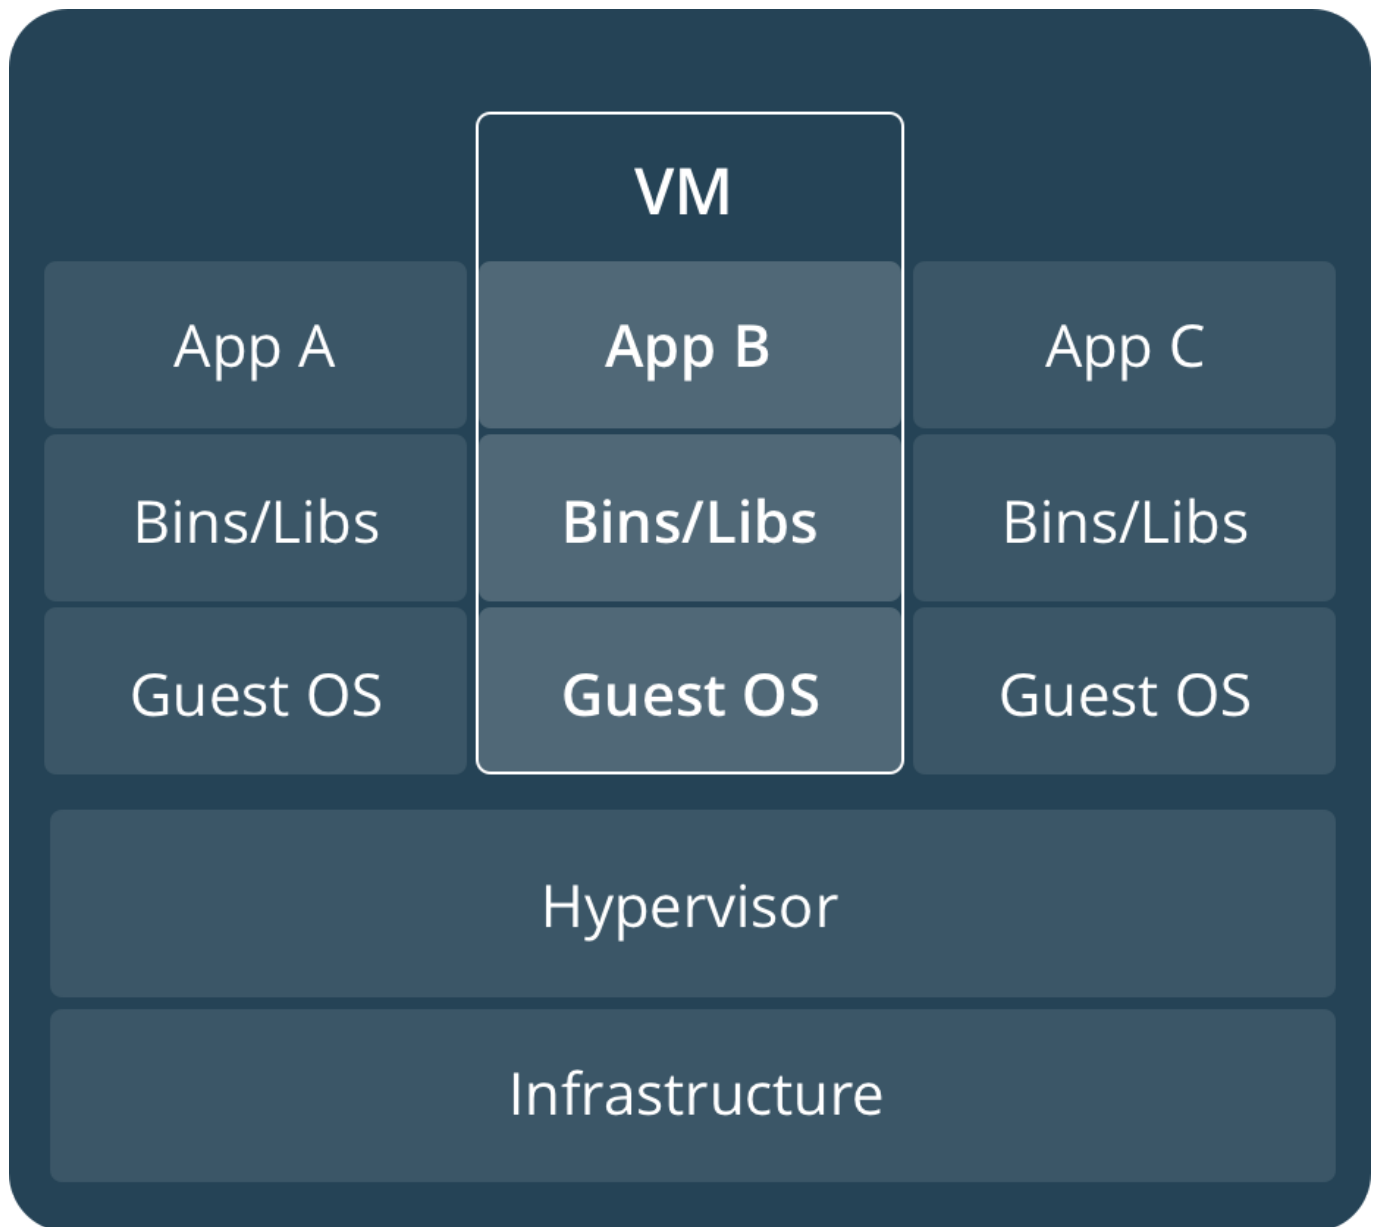 VM
App A
App B
App C
Bins/Libs
Bins/Libs
Bins/Libs
Guest OS
Guest OS
Guest OS
Hypervisor
Infrastructure